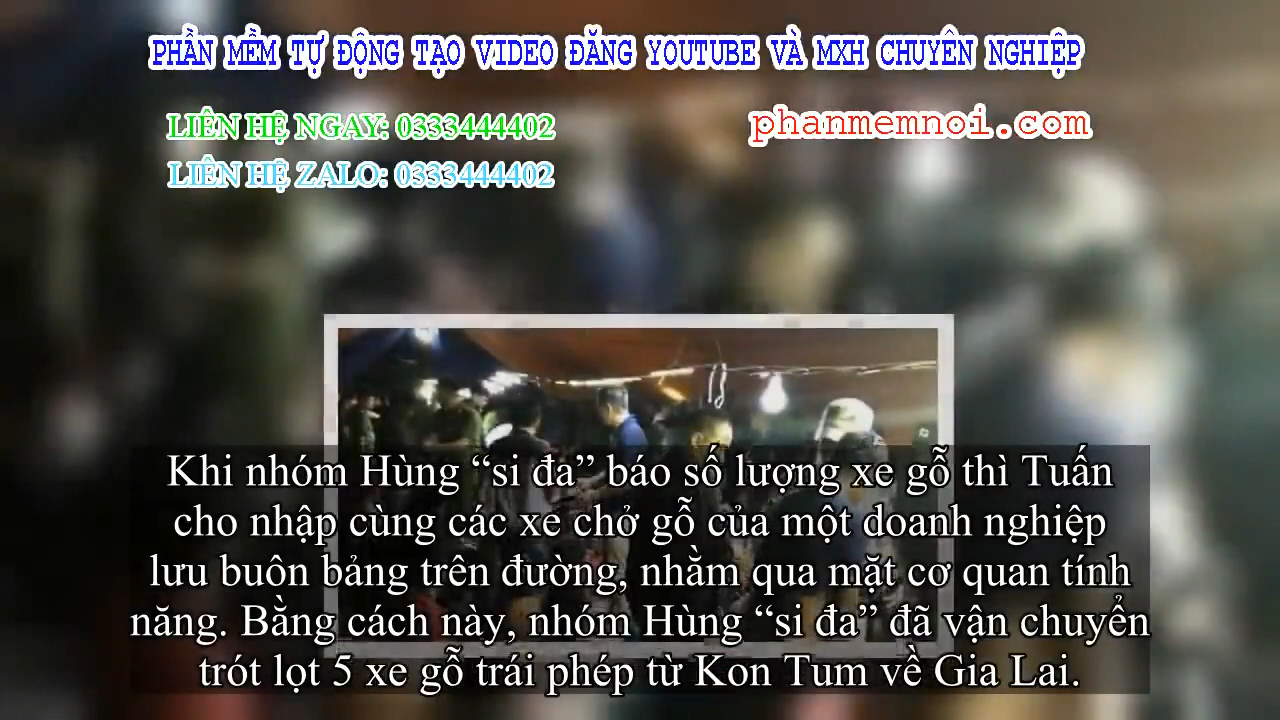 PHẦN MỀM TỰ ĐỘNG TẠO VIDEO ĐĂNG YOUTUBE VÀ MXH CHUYÊN NGHIỆP
LIÊN HỆ NGAY: 0333444402
phanmemnoi.com
LIÊN HỆ ZALO: 0333444402
Khi nhóm Hùng “si đa” báo số lượng xe gỗ thì Tuấn
cho nhập cùng các xe chở gỗ của một doanh nghiệp
lưu buôn bảng trên đường, nhằm qua mặt cơ quan tính
năng. Bằng cách này, nhóm Hùng “si đa” đã vận chuyển
trót lọt 5 xe gỗ trái phép từ Kon Tum về Gia Lai.